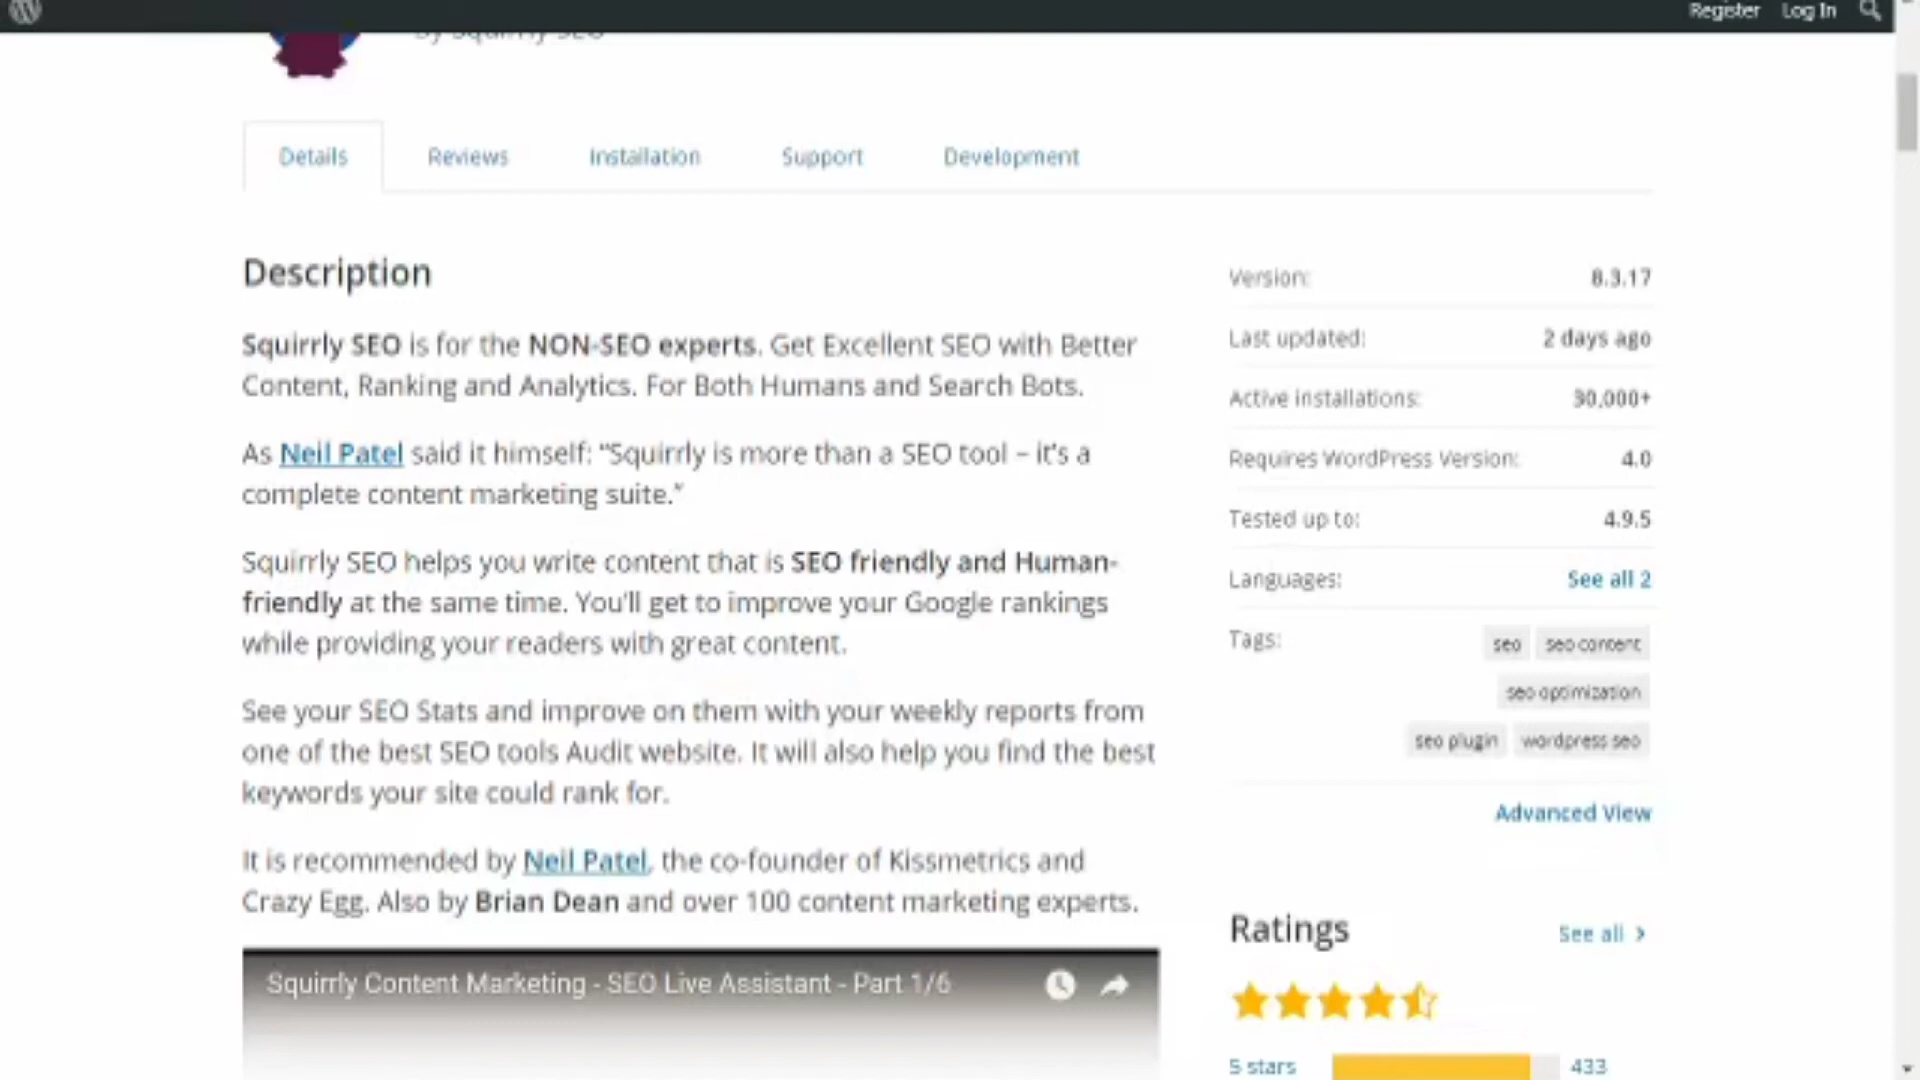 Register Log In
by Squirrly SEO
Details Reviews Installation Support Development
Description
Squirrly SEO is for the NON-SEO experts. Get Excellent SEO with Better
Content, Ranking and Analytics. For Both Humans and Search Bots.
As Neil Patel said it himself: “Squirrly is more than a SEO tool – it’s a
complete content marketing suite.”
Squirrly SEO helps you write content that is SEO friendly and Human-
friendly at the same time. You’ll get to improve your Google rankings
while providing your readers with great content.
See your SEO Stats and improve on them with your weekly reports from
one of the best SEO tools Audit website. It will also help you find the best
keywords your site could rank for.
It is recommended by Neil Patel, the co-founder of Kissmetrics and
Crazy Egg. Also by Brian Dean and over 100 content marketing experts.
Squirrly Content Marketing - SEO Live Assistant - Part 1/6
Version: 8.3.17
Last updated: 2 days ago
Active installations: 30,000+
Requires WordPress Version: 4.0
Tested up to: 4.9.5
Languages: See all 2
Tags: seo seo content
seo optimization
seo plugin wordpress seo
Advanced View
Ratings See all
5 stars 433